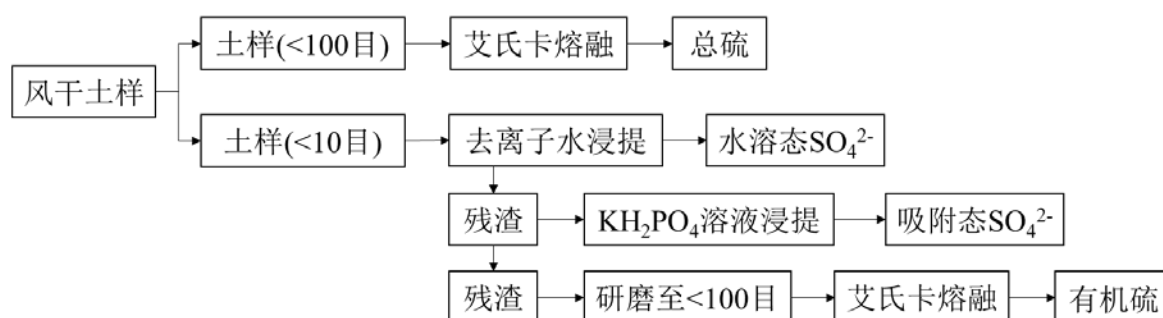 土样(<100目)
艾氏卡熔融
总硫
风干土样
土样(<10目)
去离子水浸提
水溶态SO₄²⁻
残渣
KH₂PO₄溶液浸提
吸附态SO₄²⁻
残渣
研磨至<100目
艾氏卡熔融
有机硫